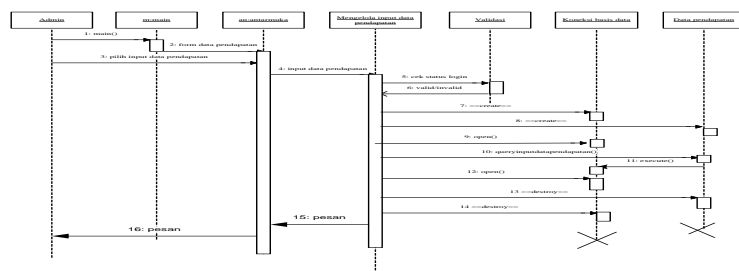 Admin
m:main
an:antarmuka
Mengelola input data
pendapatan
Validasi
Koneksi basis data
Data pendapatan
1: main()
2: form data pendapatan
3: pilih input data pendapatan
4: input data pendapatan
5: cek status login
6: valid/invalid
7: ==create==
8: ==create==
9: open()
10: queryinputdatapendapatan()
11: execute()
12: open()
13 ==destroy==
14 ==destroy==
15: pesan
16: pesan